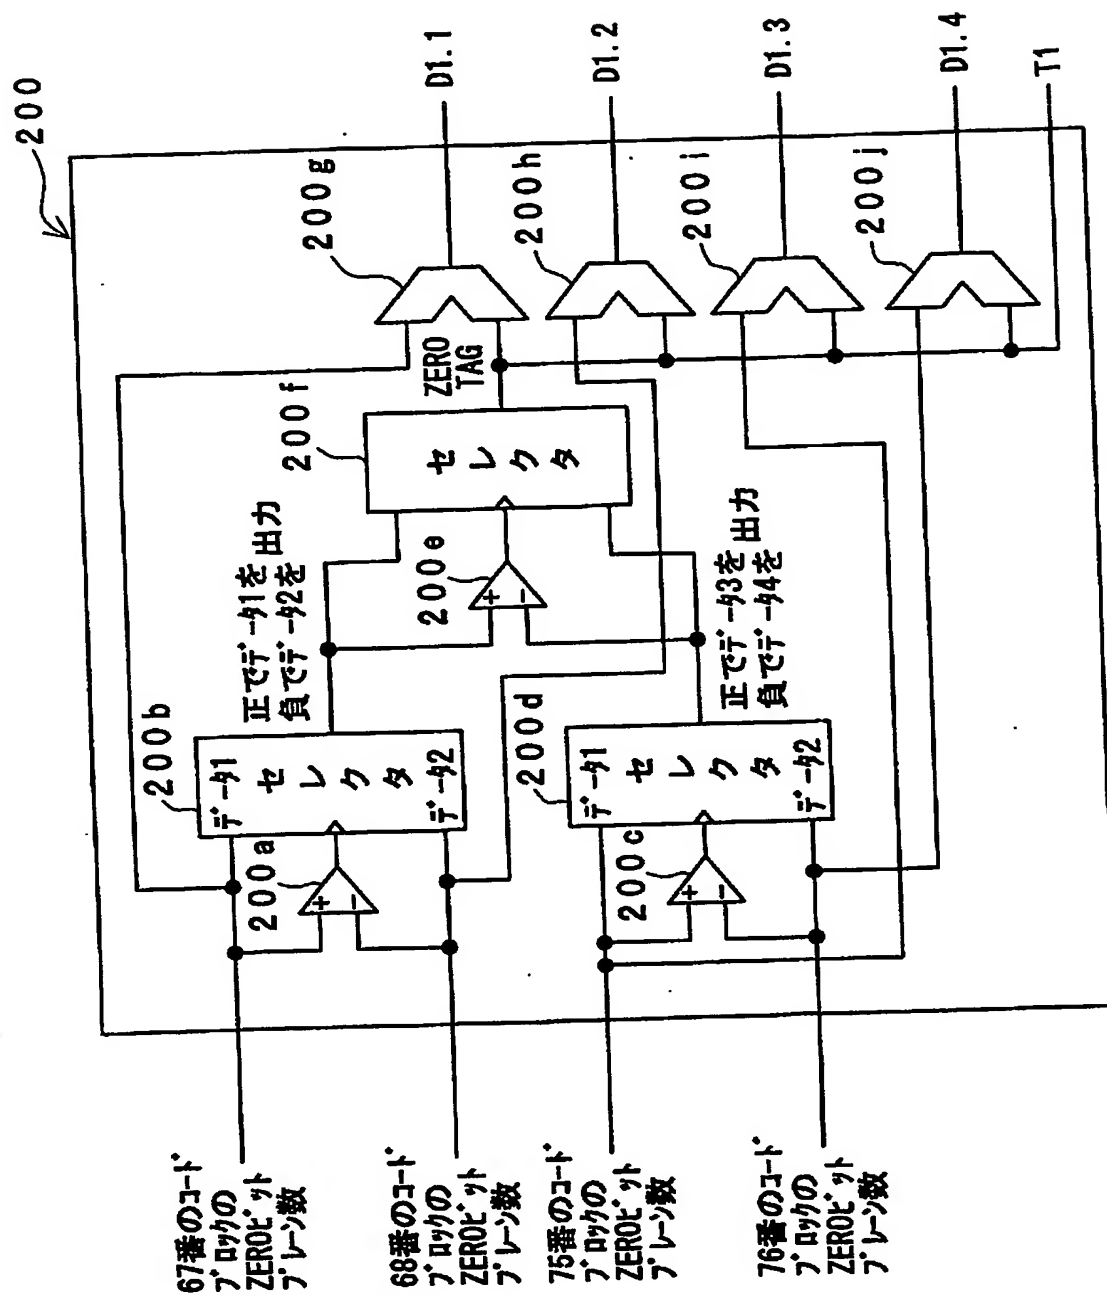 200
67番のコード
ブロックの
ZEROビット
プレーン数
68番のコード
ブロックの
ZEROビット
プレーン数
75番のコード
ブロックの
ZEROビット
プレーン数
76番のコード
ブロックの
ZEROビット
プレーン数
200a
200b
データ1
セレクタ
データ2
正でデータ1を
負でデータ2を
出力
200c
200d
データ1
セレクタ
データ2
正でデータ3を
負でデータ4を
出力
200e
+
−
+
−
+
−
200f
セレクタ
ZERO
TAG
200g
200h
200i
200j
D1.1
D1.2
D1.3
D1.4
T1